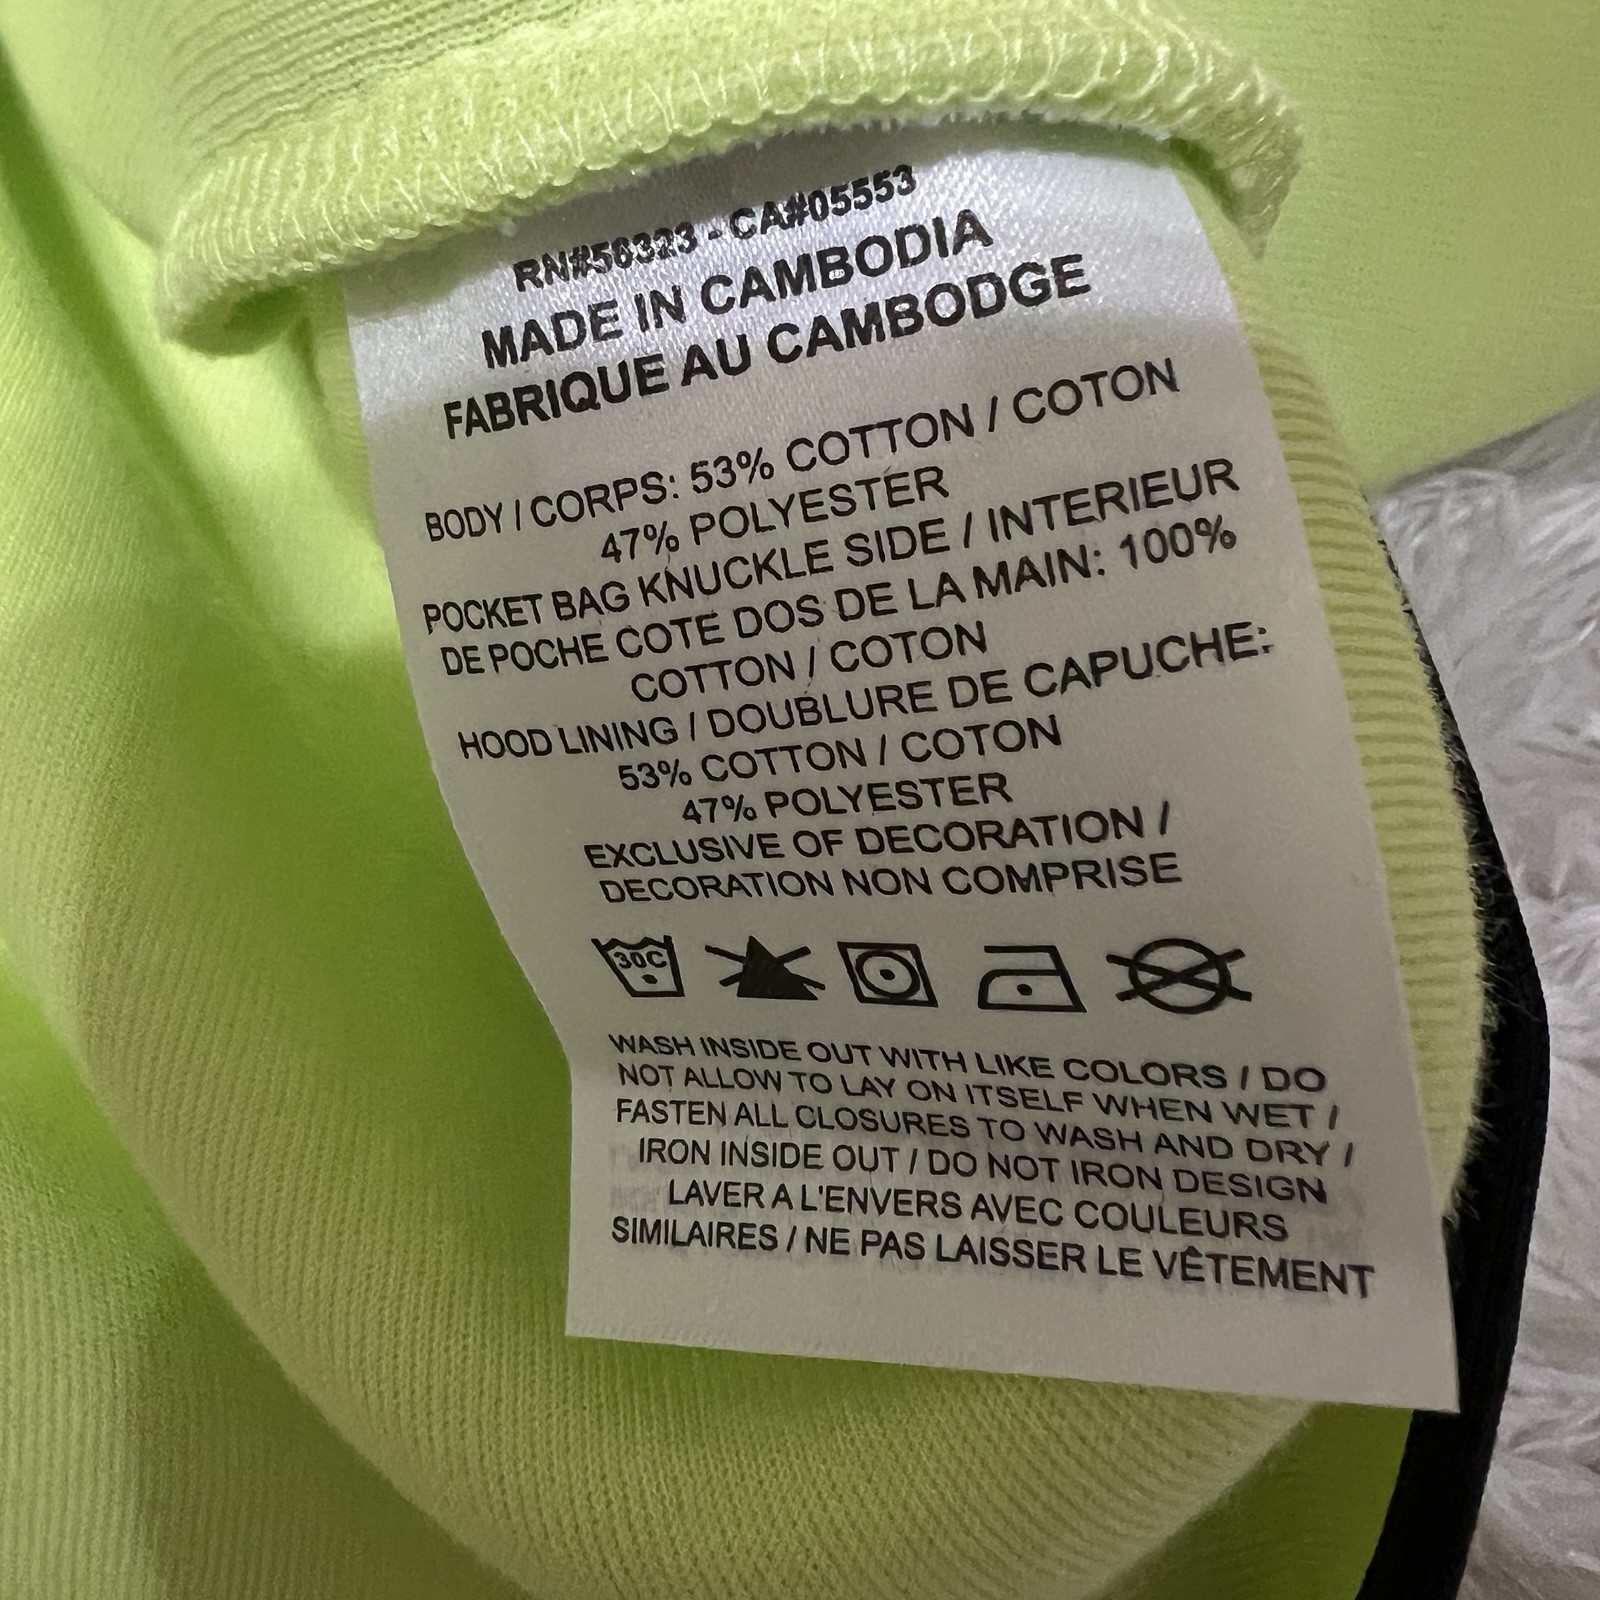 RN#56323 - CA#05553
MADE IN CAMBODIA
FABRIQUE AU CAMBODGE
BODY / CORPS: 53% COTTON / COTON
47% POLYESTER
POCKET BAG KNUCKLE SIDE / INTERIEUR
DE POCHE COTE DOS DE LA MAIN: 100%
COTTON / COTON
HOOD LINING / DOUBLURE DE CAPUCHE:
53% COTTON / COTON
47% POLYESTER
EXCLUSIVE OF DECORATION /
DECORATION NON COMPRISE
30C
WASH INSIDE OUT WITH LIKE COLORS / DO
NOT ALLOW TO LAY ON ITSELF WHEN WET /
FASTEN ALL CLOSURES TO WASH AND DRY /
IRON INSIDE OUT / DO NOT IRON DESIGN
LAVER A L'ENVERS AVEC COULEURS
SIMILAIRES / NE PAS LAISSER LE VÊTEMENT